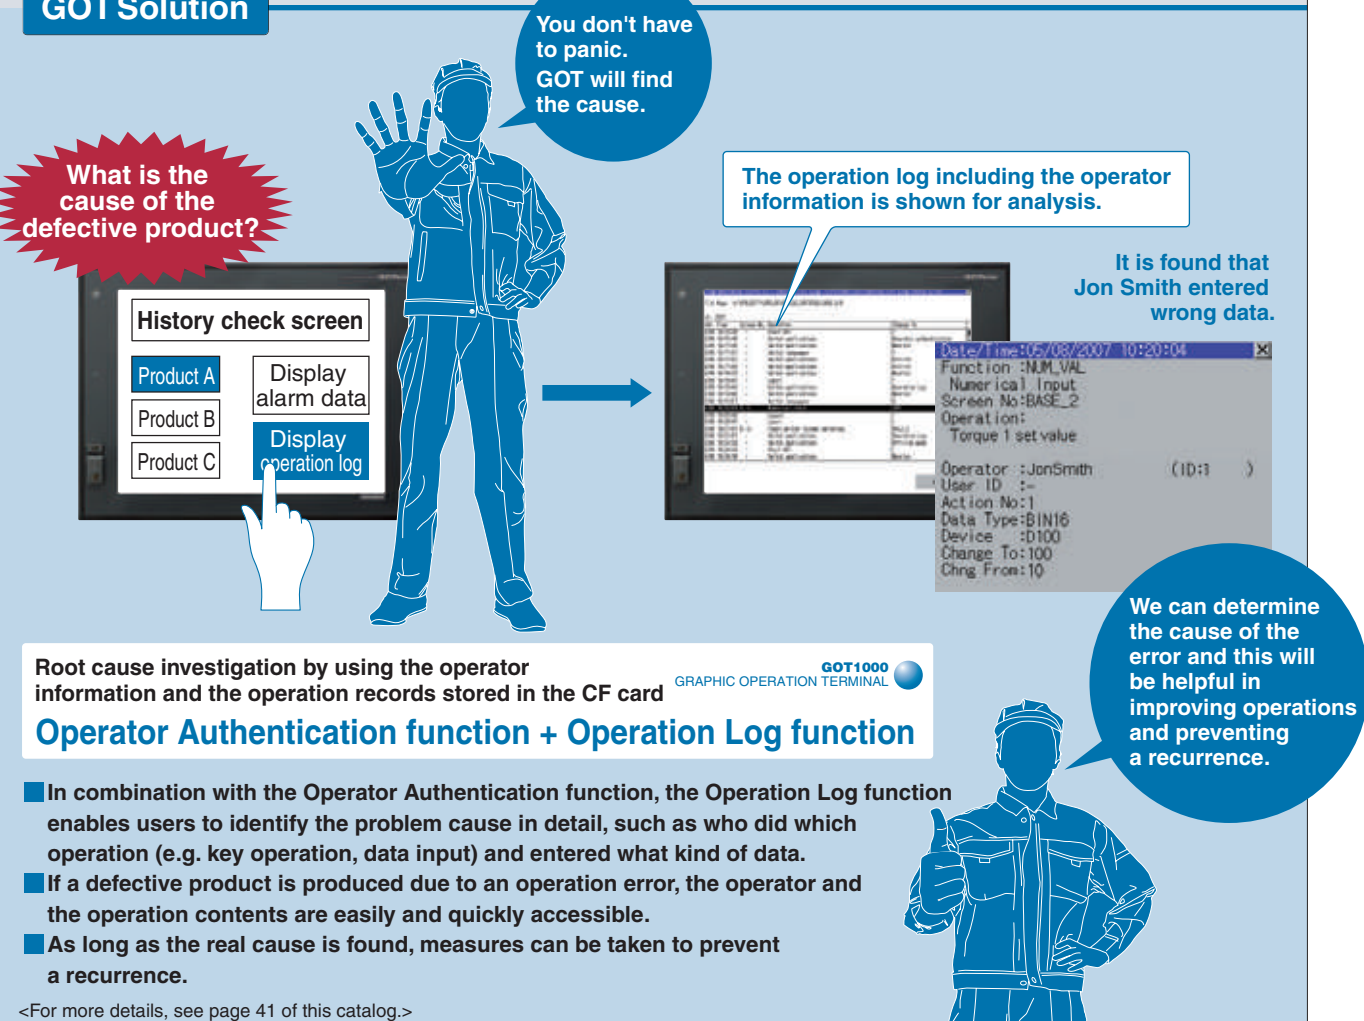 GOT Solution
You don't have
to panic.
GOT will find
the cause.
What is the
cause of the
defective product?
The operation log including the operator
information is shown for analysis.
It is found that
Jon Smith entered
wrong data.
History check screen
Product A
Product B
Product C
Display
alarm data
Display
operation log
Date/Time:05/08/2007 10:20:04
Function :NUM_VAL
Numerical Input
Screen No:BASE_2
Operation:
Torque 1 set value
Operator :JonSmith (ID:1 )
User ID :-
Action No:1
Data Type:BIN16
Device :D100
Change To:100
Chng From:10
We can determine
the cause of the
error and this will
be helpful in
improving operations
and preventing
a recurrence.
Root cause investigation by using the operator
information and the operation records stored in the CF card
GOT1000
GRAPHIC OPERATION TERMINAL
Operator Authentication function + Operation Log function
In combination with the Operator Authentication function, the Operation Log function
enables users to identify the problem cause in detail, such as who did which
operation (e.g. key operation, data input) and entered what kind of data.
If a defective product is produced due to an operation error, the operator and
the operation contents are easily and quickly accessible.
As long as the real cause is found, measures can be taken to prevent
a recurrence.
<For more details, see page 41 of this catalog.>